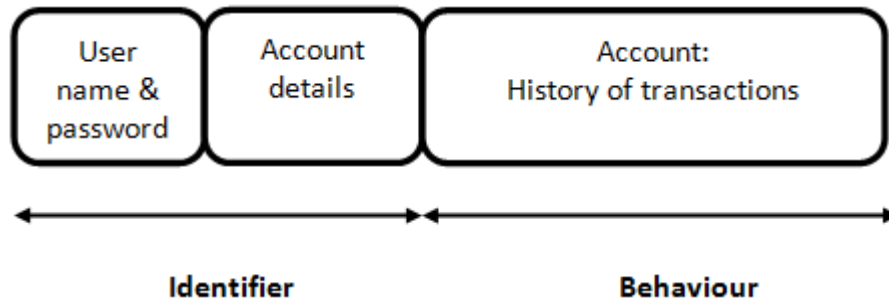 User
name &
password
Account
details
Account:
History of transactions
Identifier
Behaviour